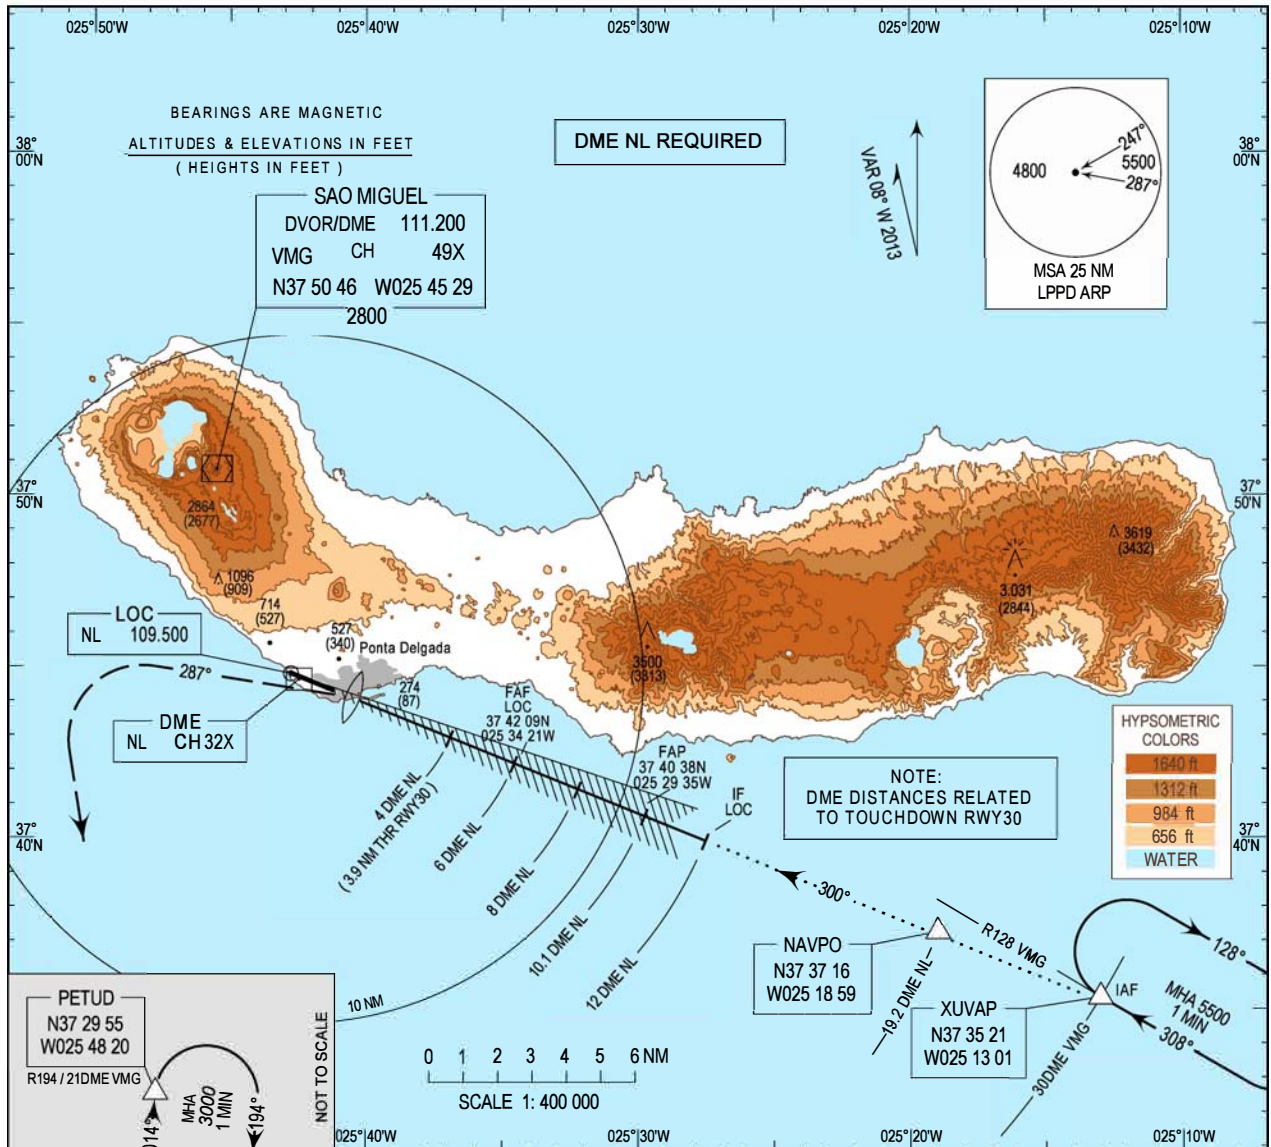 025°50'W
025°40'W
025°30'W
025°20'W
025°10'W
BEARINGS ARE MAGNETIC
ALTITUDES & ELEVATIONS IN FEET
( HEIGHTS IN FEET )
DME NL REQUIRED
VAR 08° W 2013
247°
4800
5500
287°
MSA 25 NM
LPPD ARP
38°
00'N
38°
00'N
SAO MIGUEL
DVOR/DME 111.200
VMG CH 49X
N37 50 46 W025 45 29
2800
37°
50'N
37°
50'N
2864
(2677)
1096
(909)
714
(527)
527
(340)
Ponta Delgada
3619
(3432)
3.031
(2844)
3500
(3313)
LOC
NL 109.500
287°
DME
NL CH 32X
274
(87)
FAF
LOC
37 42 09N
025 34 21W
FAP
37 40 38N
025 29 35W
IF
LOC
4 DME NL
( 3.9 NM THR RWY30 )
6 DME NL
8 DME NL
10.1 DME NL
12 DME NL
NOTE:
DME DISTANCES RELATED
TO TOUCHDOWN RWY30
HYPSOMETRIC
COLORS
1640 ft
1312 ft
984 ft
656 ft
WATER
37°
40'N
37°
40'N
300°
NAVPO
N37 37 16
W025 18 59
19.2 DME NL
R128 VMG
XUVAP
N37 35 21
W025 13 01
IAF
30DME VMG
128°
MHA 5500
1 MIN
308°
10 NM
PETUD
N37 29 55
W025 48 20
R194 / 21DME VMG
MHA
3000
1 MIN
014°
194°
NOT TO SCALE
0 1 2 3 4 5 6 NM
SCALE 1: 400 000
025°40'W
025°30'W
025°20'W
025°10'W